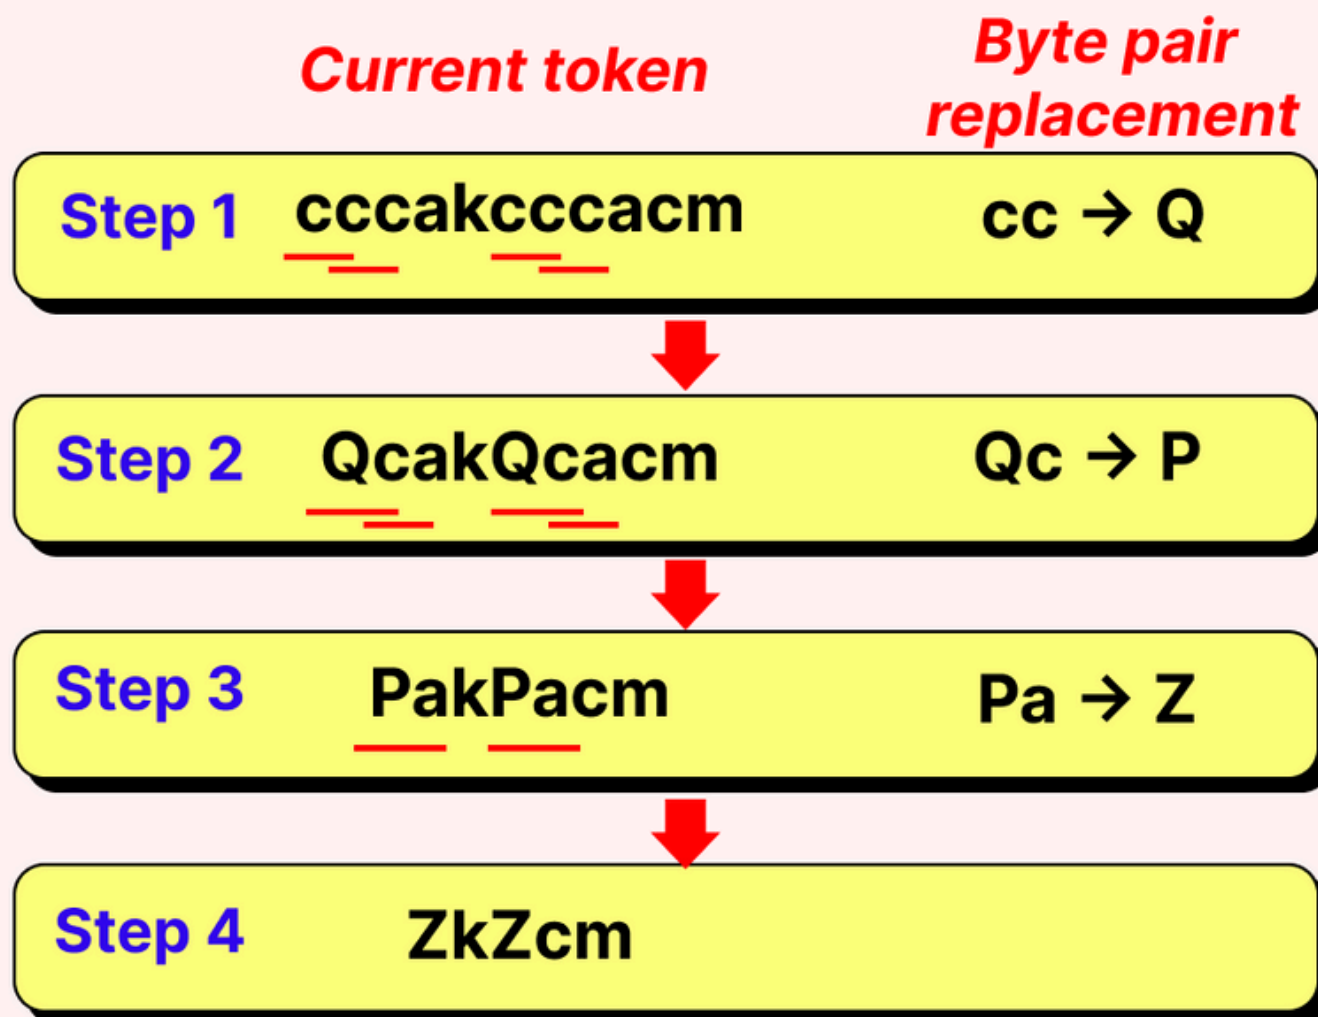 Current token
Byte pair
replacement
Step 1 cccakcccacm cc → Q
Step 2 QcakQcacm Qc → P
Step 3 PakPacm Pa → Z
Step 4 ZkZcm